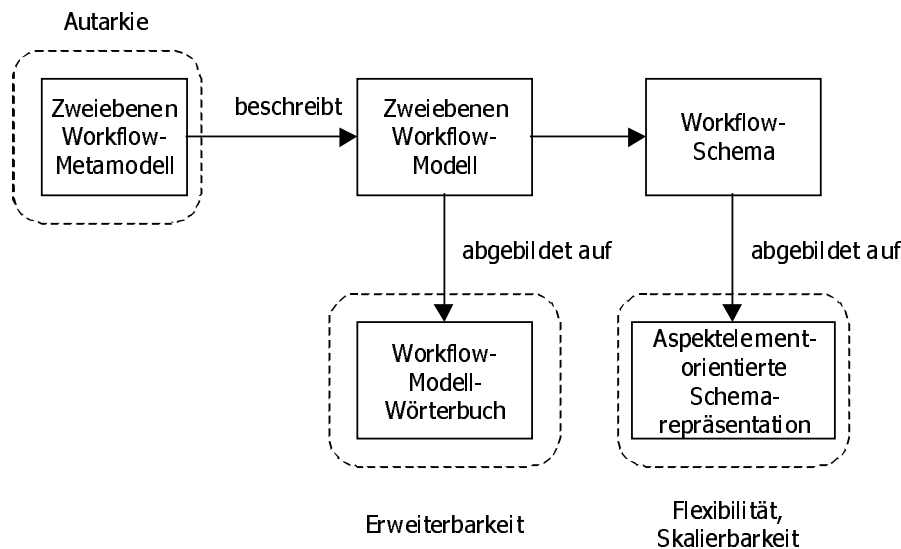 Autarkie
Zweiebenen
Workflow-
Metamodell
beschreibt
Zweiebenen
Workflow-
Modell
Workflow-
Schema
abgebildet auf
abgebildet auf
Workflow-
Modell-
Wörterbuch
Aspektelement-
orientierte
Schema-
repräsentation
Erweiterbarkeit
Flexibilität,
Skalierbarkeit